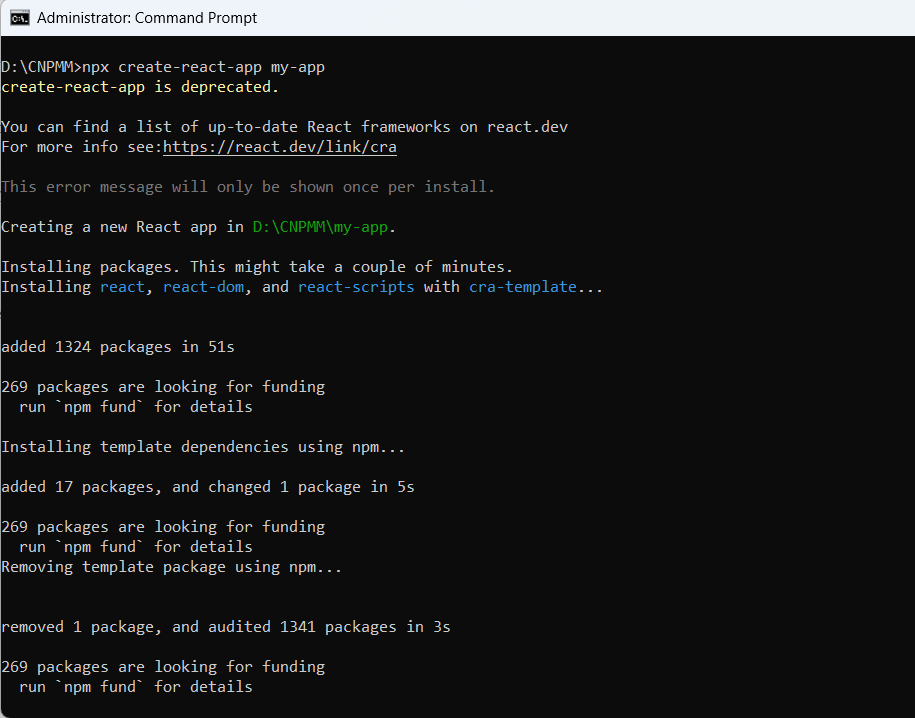 Administrator: Command Prompt
D:\CNPMM>npx create-react-app my-app
create-react-app is deprecated.
You can find a list of up-to-date React frameworks on react.dev
For more info see:https://react.dev/link/cra
This error message will only be shown once per install.
Creating a new React app in D:\CNPMM\my-app.
Installing packages. This might take a couple of minutes.
Installing react, react-dom, and react-scripts with cra-template...
added 1324 packages in 51s
269 packages are looking for funding
  run `npm fund` for details
Installing template dependencies using npm...
added 17 packages, and changed 1 package in 5s
269 packages are looking for funding
  run `npm fund` for details
Removing template package using npm...
removed 1 package, and audited 1341 packages in 3s
269 packages are looking for funding
  run `npm fund` for details